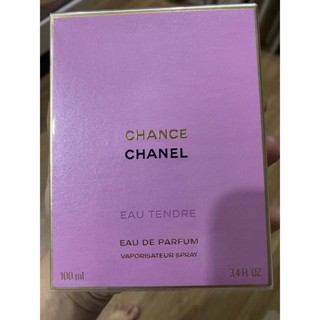 CHANCE
CHANEL
EAU TENDRE
EAU DE PARFUM
VAPORISATEUR SPRAY
100 ml 3.4 FL. OZ.